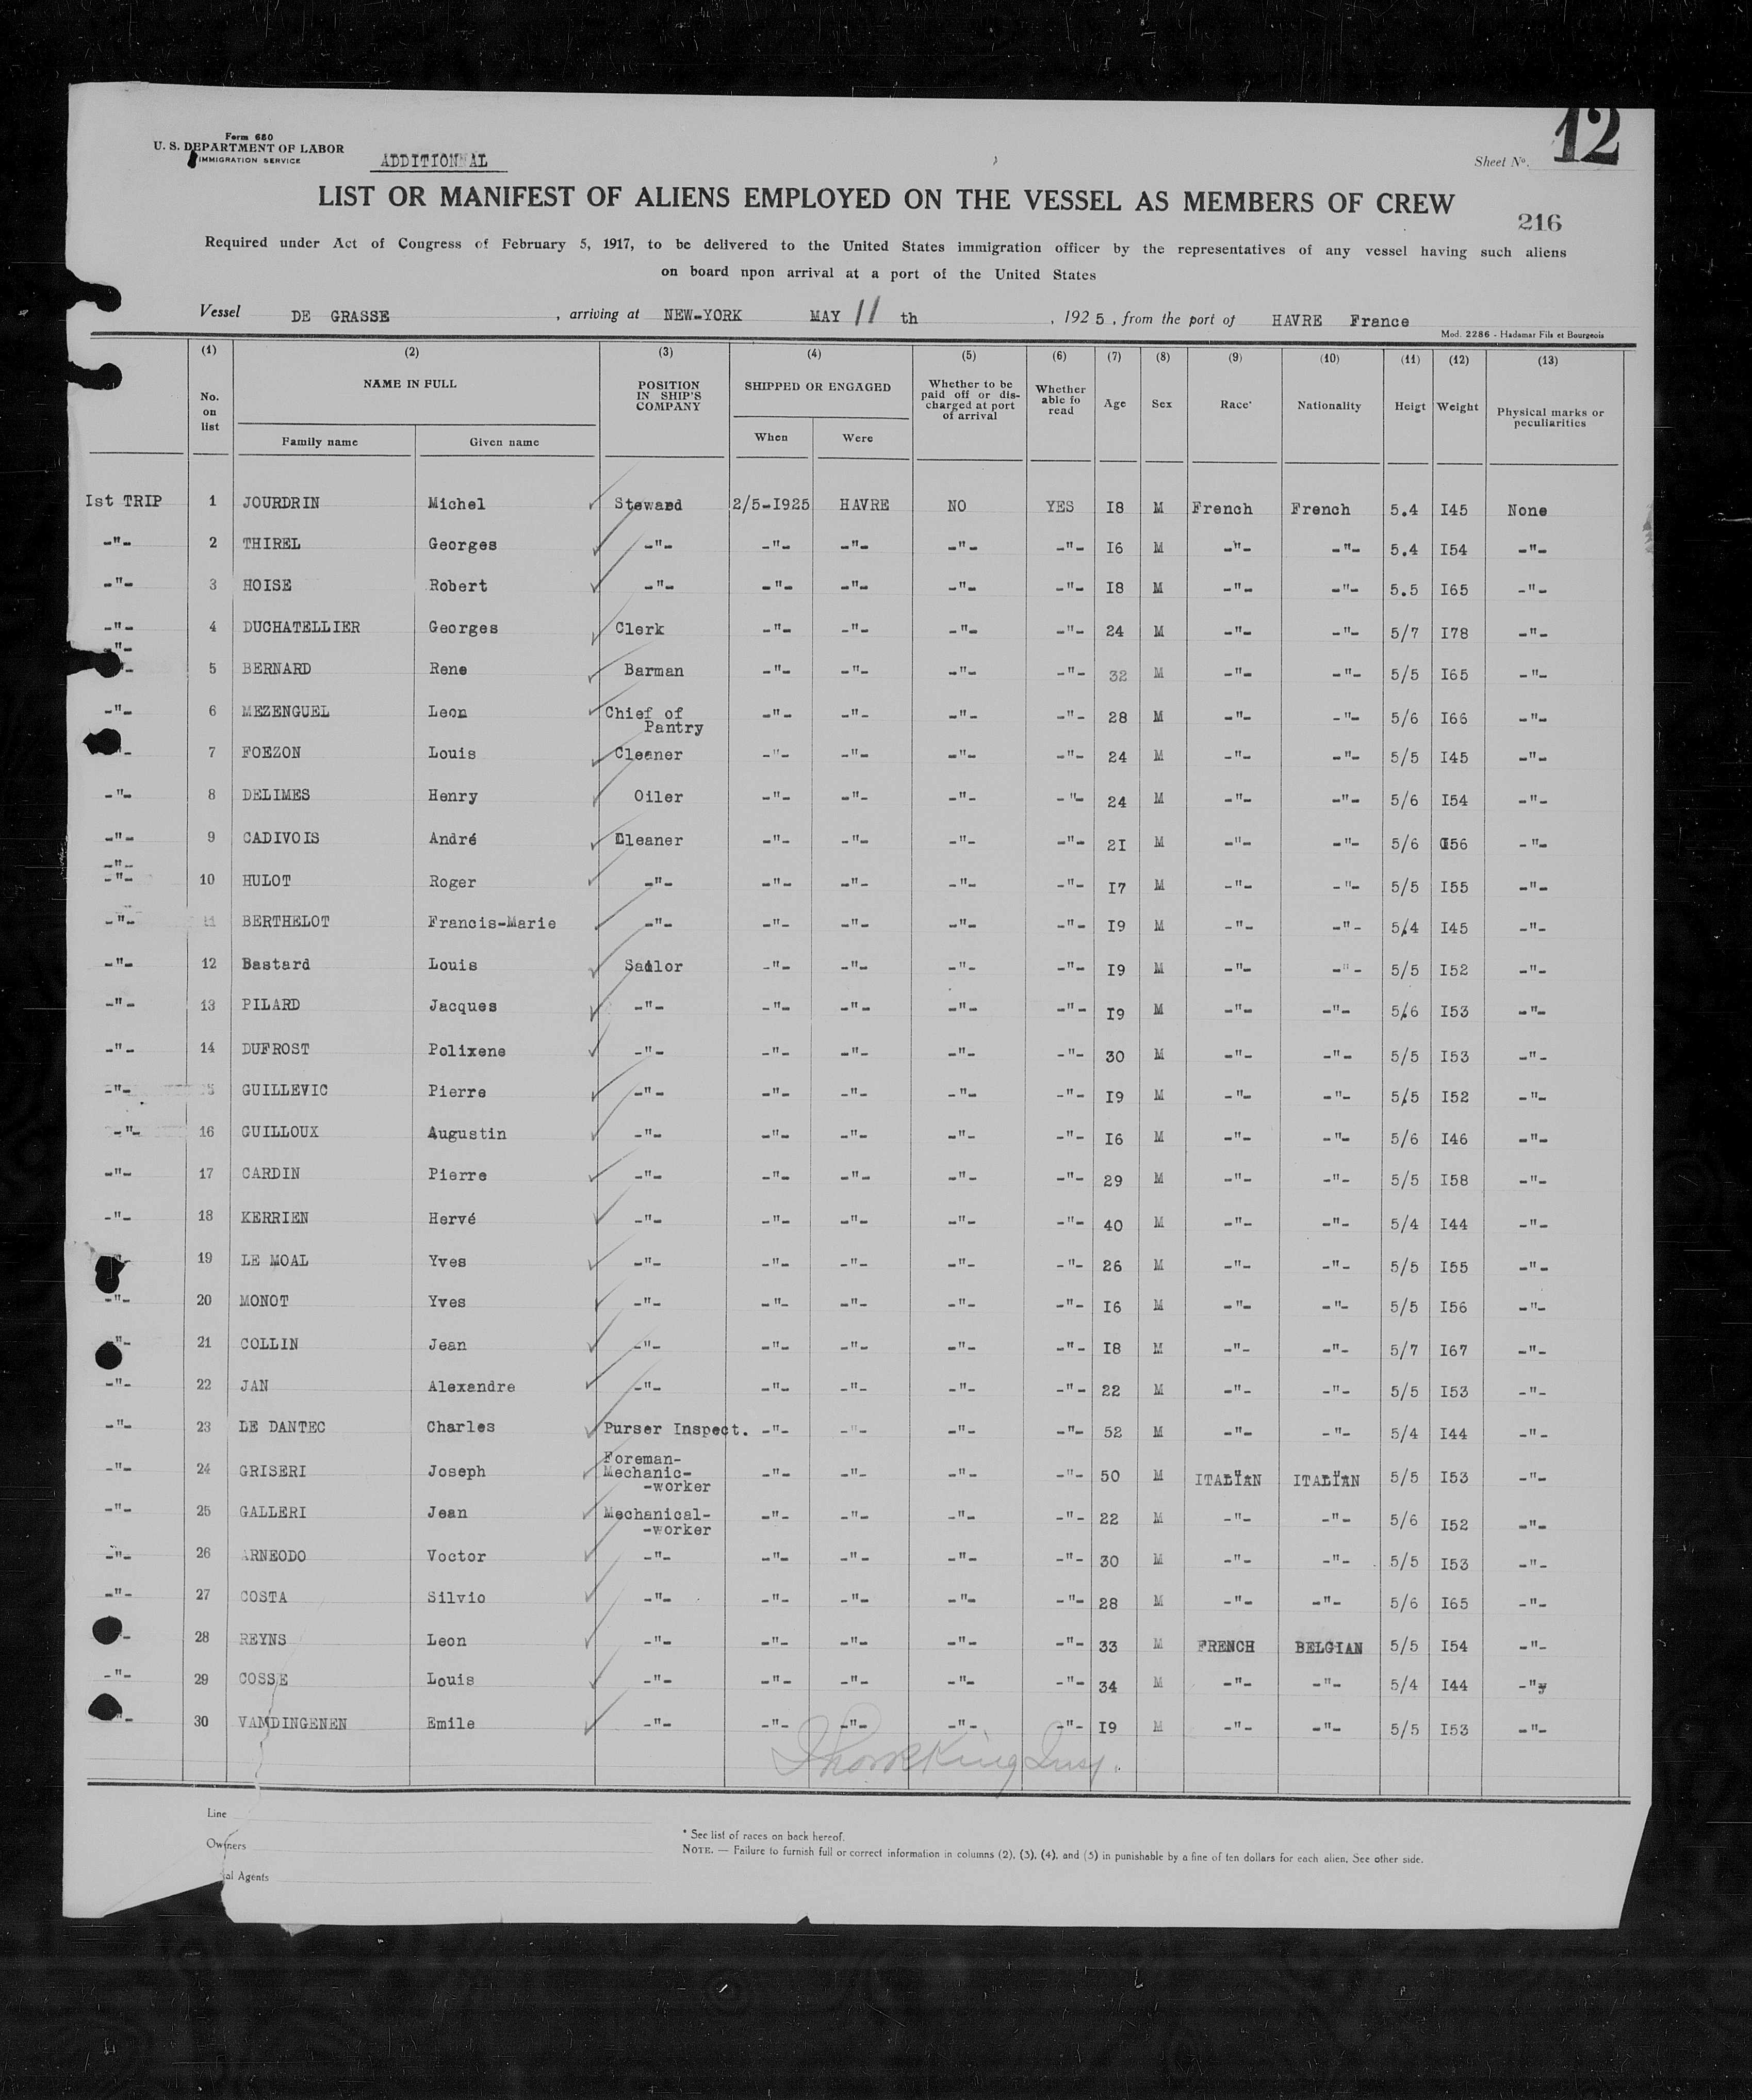 Form 680
U. S. DEPARTMENT OF LABOR
IMMIGRATION SERVICE
ADDITIONNAL
Sheet No. 12
LIST OR MANIFEST OF ALIENS EMPLOYED ON THE VESSEL AS MEMBERS OF CREW
216
Required under Act of Congress of February 5, 1917, to be delivered to the United States immigration officer by the representatives of any vessel having such aliens
on board npon arrival at a port of the United States
Vessel DE GRASSE , arriving at NEW-YORK MAY 11 th , 192 5 , from the port of HAVRE France
Mod. 2286 - Hadamar Fils et Bourgeois
(1) (2) (3) (4) (5) (6) (7) (8) (9) (10) (11) (12) (13)
No. on list NAME IN FULL Family name Given name POSITION IN SHIP'S COMPANY SHIPPED OR ENGAGED When Were Whether to be paid off or discharged at port of arrival Whether able fo read Age Sex Race* Nationality Heigt Weight Physical marks or peculiarities
Ist TRIP 1 JOURDRIN Michel Steward 2/5-I925 HAVRE NO YES I8 M French French 5.4 I45 None
-"- 2 THIREL Georges -"- -"- -"- -"- -"- I6 M -"- -"- 5.4 I54 -"-
-"- 3 HOISE Robert -"- -"- -"- -"- -"- I8 M -"- -"- 5.5 I65 -"-
-"- 4 DUCHATELLIER Georges Clerk -"- -"- -"- -"- 24 M -"- -"- 5/7 I78 -"-
-"- 5 BERNARD Rene Barman -"- -"- -"- -"- 32 M -"- -"- 5/5 I65 -"-
-"- 6 MEZENGUEL Leon Chief of Pantry -"- -"- -"- -"- 28 M -"- -"- 5/6 I66 -"-
7 FOEZON Louis Cleaner -"- -"- -"- -"- 24 M -"- -"- 5/5 I45 -"-
-"- 8 DELIMES Henry Oiler -"- -"- -"- -"- 24 M -"- -"- 5/6 I54 -"-
-"- 9 CADIVOIS André Cleaner -"- -"- -"- -"- 2I M -"- -"- 5/6 I56 -"-
-"- 10 HULOT Roger -"- -"- -"- -"- -"- I7 M -"- -"- 5/5 I55 -"-
-"- 11 BERTHELOT Francis-Marie -"- -"- -"- -"- -"- I9 M -"- -"- 5/4 I45 -"-
-"- 12 Bastard Louis Sailor -"- -"- -"- -"- I9 M -"- -"- 5/5 I52 -"-
-"- 13 PILARD Jacques -"- -"- -"- -"- -"- I9 M -"- -"- 5/6 I53 -"-
-"- 14 DUFROST Polixene -"- -"- -"- -"- -"- 30 M -"- -"- 5/5 I53 -"-
-"- 15 GUILLEVIC Pierre -"- -"- -"- -"- -"- I9 M -"- -"- 5/5 I52 -"-
-"- 16 GUILLOUX Augustin -"- -"- -"- -"- -"- I6 M -"- -"- 5/6 I46 -"-
-"- 17 CARDIN Pierre -"- -"- -"- -"- -"- 29 M -"- -"- 5/5 I58 -"-
-"- 18 KERRIEN Hervé -"- -"- -"- -"- -"- 40 M -"- -"- 5/4 I44 -"-
-"- 19 LE MOAL Yves -"- -"- -"- -"- -"- 26 M -"- -"- 5/5 I55 -"-
-"- 20 MONOT Yves -"- -"- -"- -"- -"- I6 M -"- -"- 5/5 I56 -"-
-"- 21 COLLIN Jean -"- -"- -"- -"- -"- I8 M -"- -"- 5/7 I67 -"-
-"- 22 JAN Alexandre -"- -"- -"- -"- -"- 22 M -"- -"- 5/5 I53 -"-
-"- 23 LE DANTEC Charles Purser Inspect. -"- -"- -"- -"- 52 M -"- -"- 5/4 I44 -"-
-"- 24 GRISERI Joseph Foreman-Mechanic--worker -"- -"- -"- -"- 50 M ITALIAN ITALIAN 5/5 I53 -"-
-"- 25 GALLERI Jean Mechanical--worker -"- -"- -"- -"- 22 M -"- -"- 5/6 I52 -"-
-"- 26 ARNEODO Voctor -"- -"- -"- -"- -"- 30 M -"- -"- 5/5 I53 -"-
-"- 27 COSTA Silvio -"- -"- -"- -"- -"- 28 M -"- -"- 5/6 I65 -"-
28 REYNS Leon -"- -"- -"- -"- -"- 33 M FRENCH BELGIAN 5/5 I54 -"-
-"- 29 COSSE Louis -"- -"- -"- -"- -"- 34 M -"- -"- 5/4 I44 -"-
-"- 30 VAMDINGENEN Emile -"- -"- -"- -"- -"- I9 M -"- -"- 5/5 I53 -"-
King Insp.
Line
Owners
al Agents
* See list of races on back hereof.
NOTE. — Failure to furnish full or correct information in columns (2), (3), (4), and (5) in punishable by a fine of ten dollars for each alien, See other side.